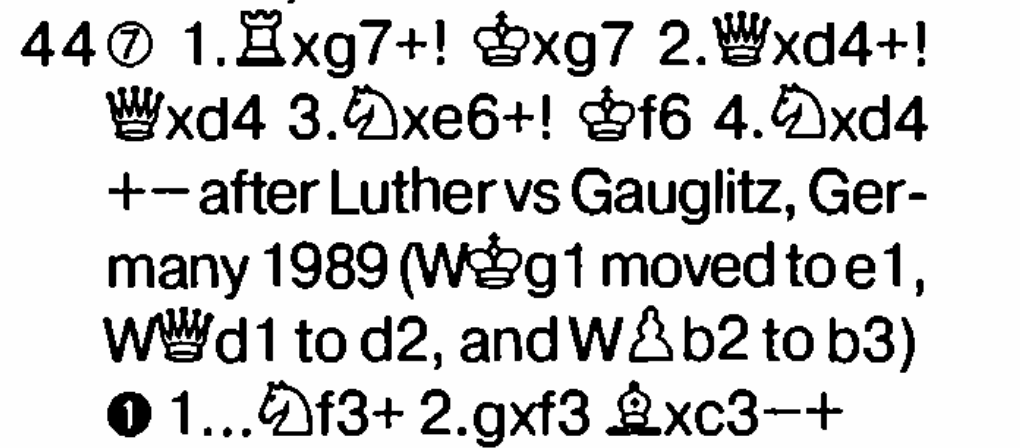 44⑦ 1.♖xg7+! ♔xg7 2.♕xd4+!
♕xd4 3.♘xe6+! ♔f6 4.♘xd4
+− after Luther vs Gauglitz, Ger-
many 1989 (W♔g1 moved to e1,
W♕d1 to d2, and W♙b2 to b3)
❶ 1...♘f3+ 2.gxf3 ♗xc3−+